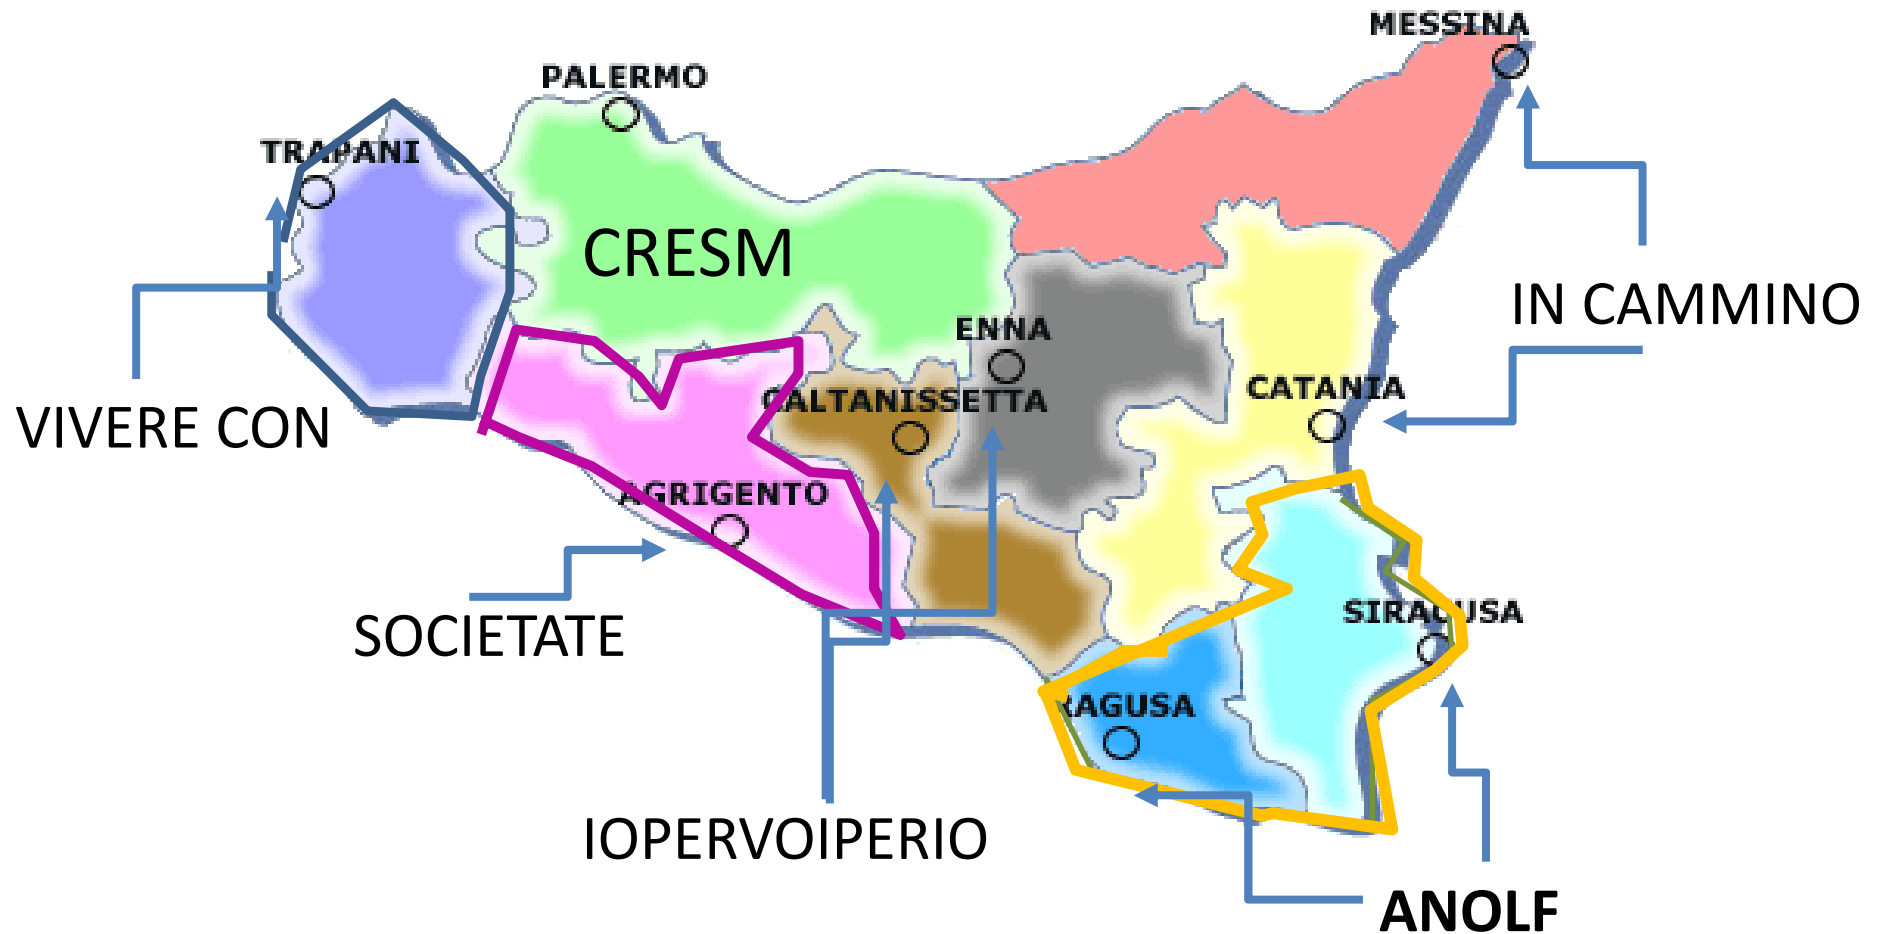 MESSINA
PALERMO
TRAPANI
CRESM
IN CAMMINO
ENNA
CATANIA
CALTANISSETTA
VIVERE CON
AGRIGENTO
SIRACUSA
SOCIETATE
RAGUSA
IOPERVOIPERIO
ANOLF